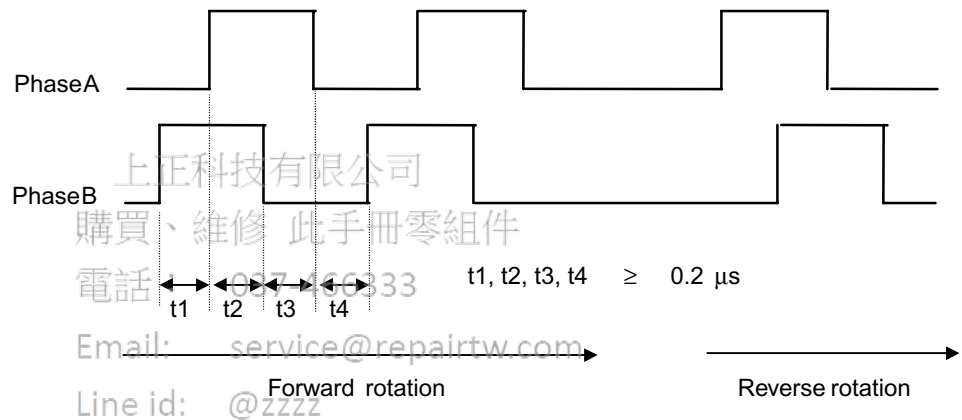 PhaseA
上正科技有限公司
PhaseB
購買、維修 此手冊零組件
電話： 037-466333
t1, t2, t3, t4 ≥ 0.2 μs
t1 t2 t3 t4
Email: service@repairtw.com
Forward rotation
Reverse rotation
Line id: @zzzz